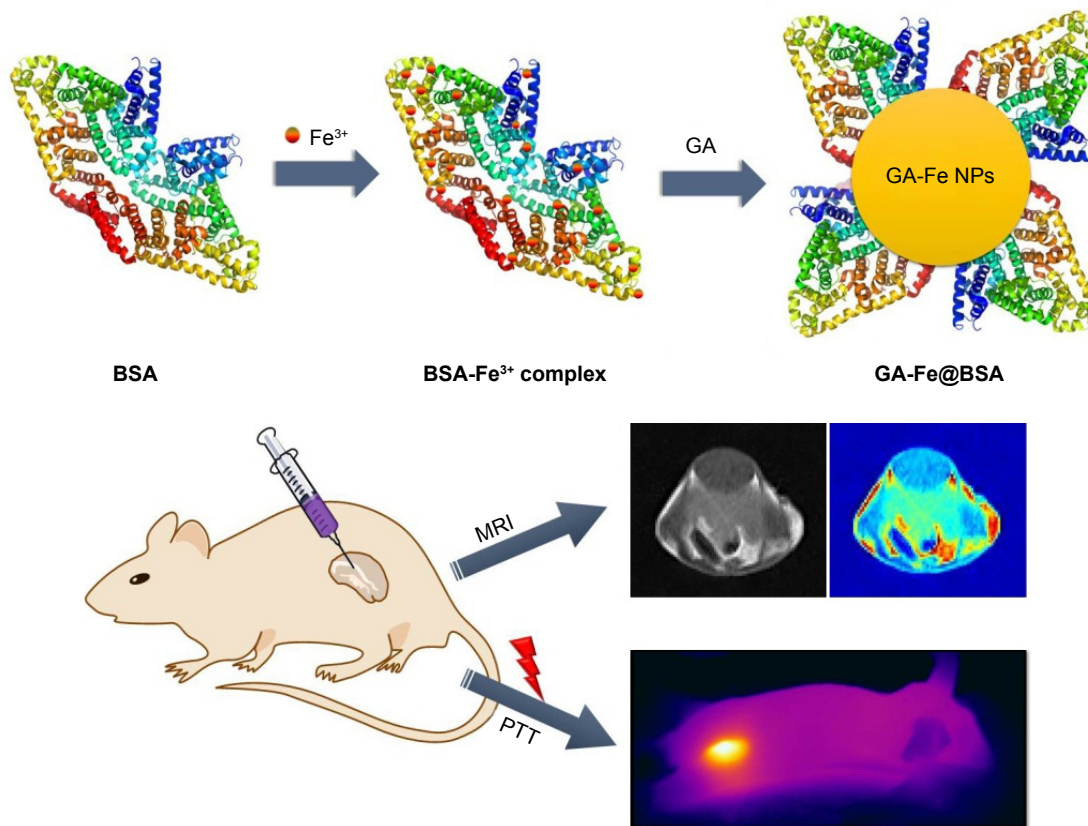 Fe³⁺
GA
GA-Fe NPs
BSA
BSA-Fe³⁺ complex
GA-Fe@BSA
MRI
PTT